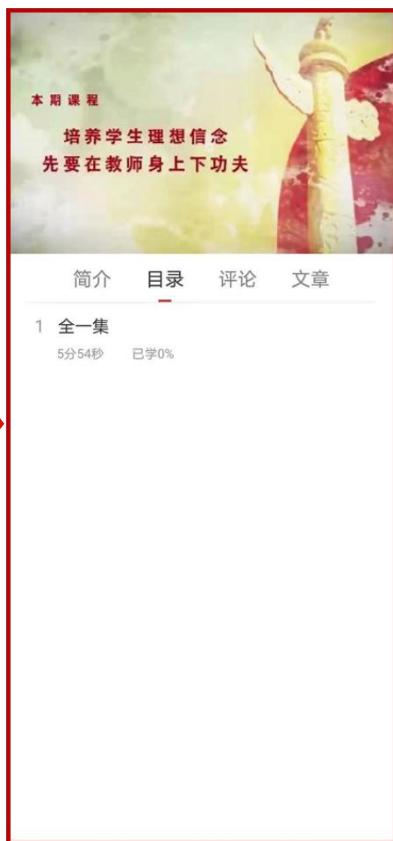 本期课程
培养学生理想信念
先要在教师身上下功夫
简介 目录 评论 文章
1 全一集
5分54秒 已学0%